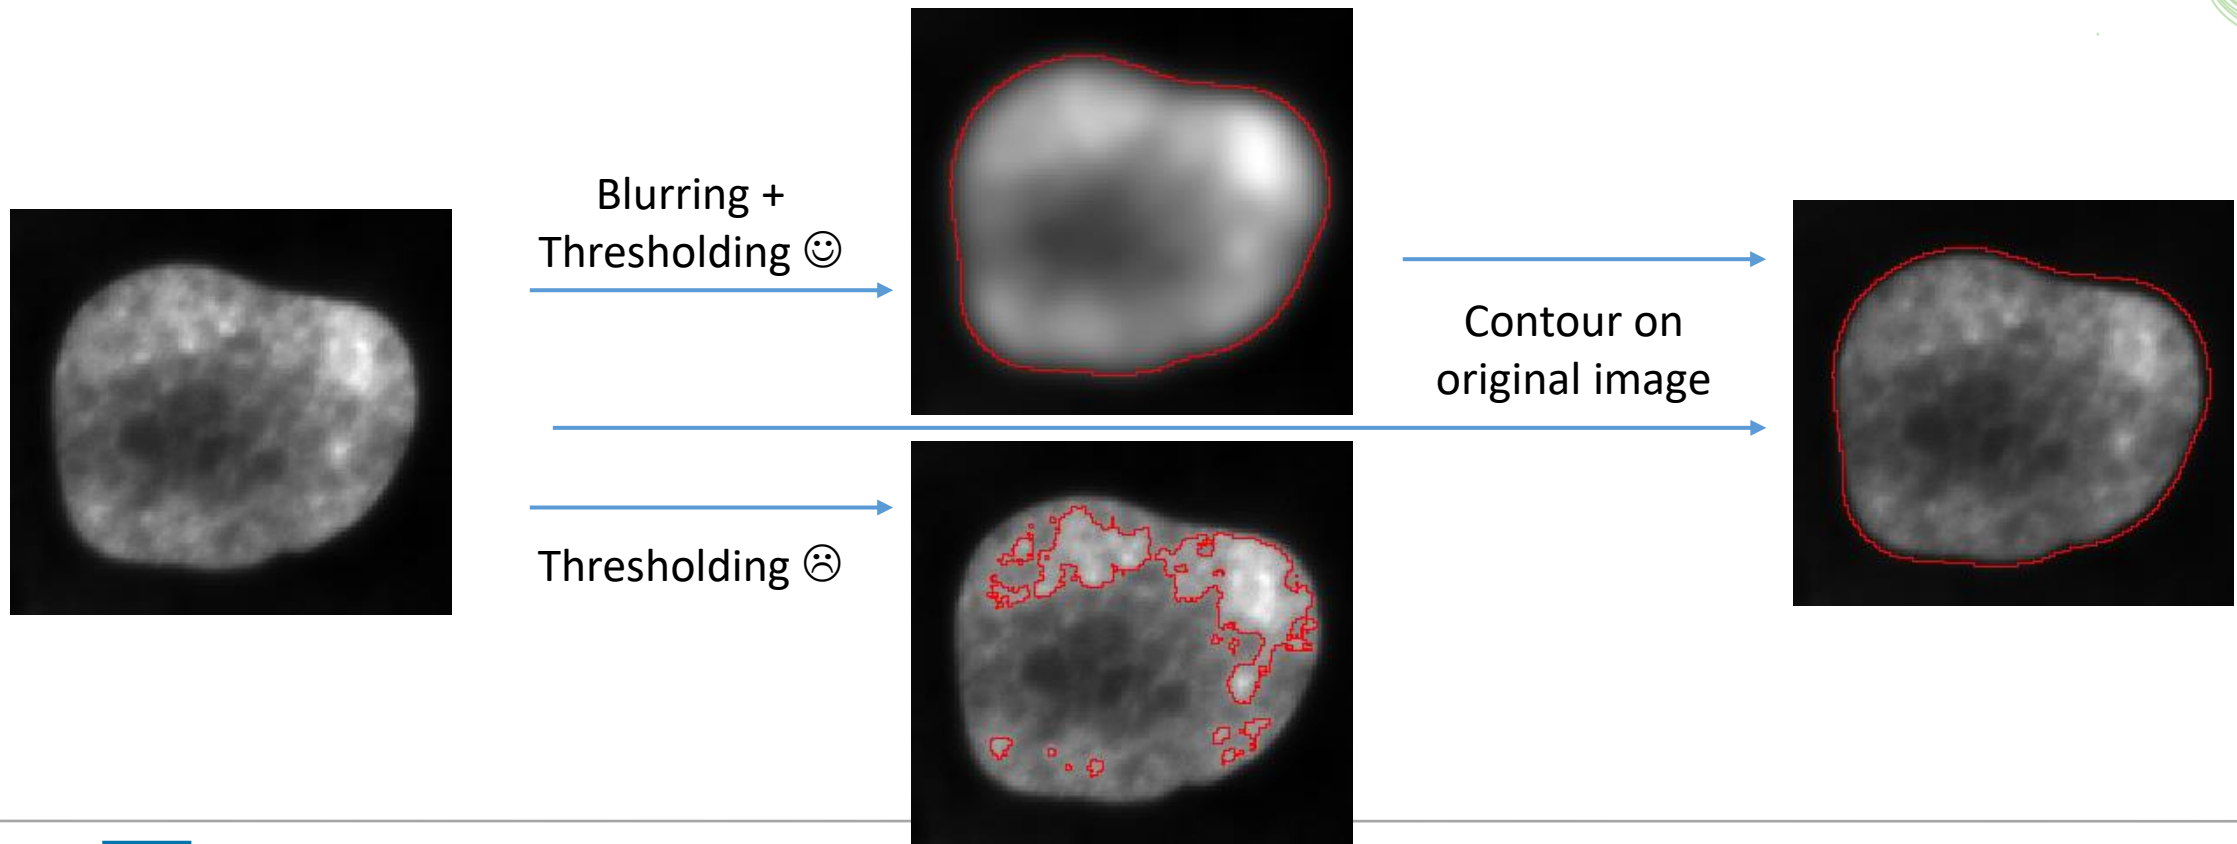 Blurring +
Thresholding ☺
Thresholding ☹
Contour on
original image